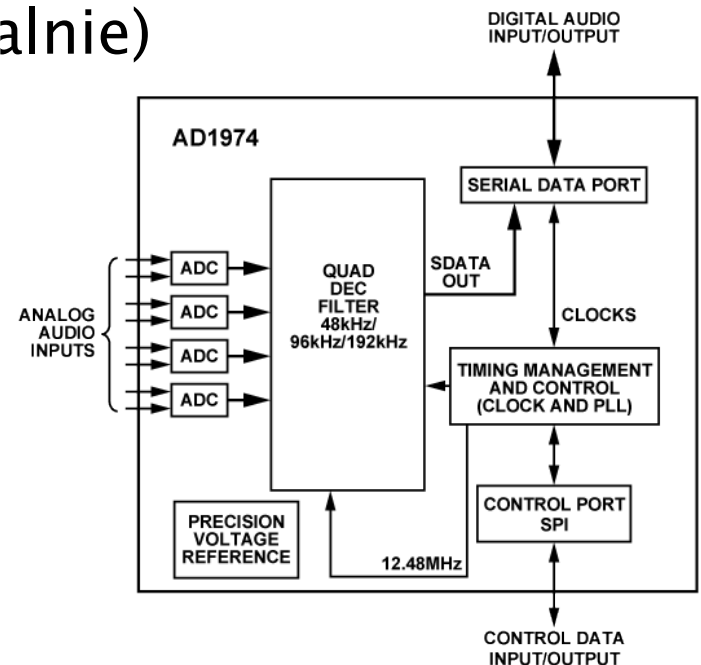 alnie)
DIGITAL AUDIO
INPUT/OUTPUT
AD1974
SERIAL DATA PORT
ADC
ADC
ADC
ADC
ANALOG
AUDIO
INPUTS
QUAD
DEC
FILTER
48kHz/
96kHz/192kHz
SDATA
OUT
CLOCKS
TIMING MANAGEMENT
AND CONTROL
(CLOCK AND PLL)
CONTROL PORT
SPI
PRECISION
VOLTAGE
REFERENCE
12.48MHz
CONTROL DATA
INPUT/OUTPUT